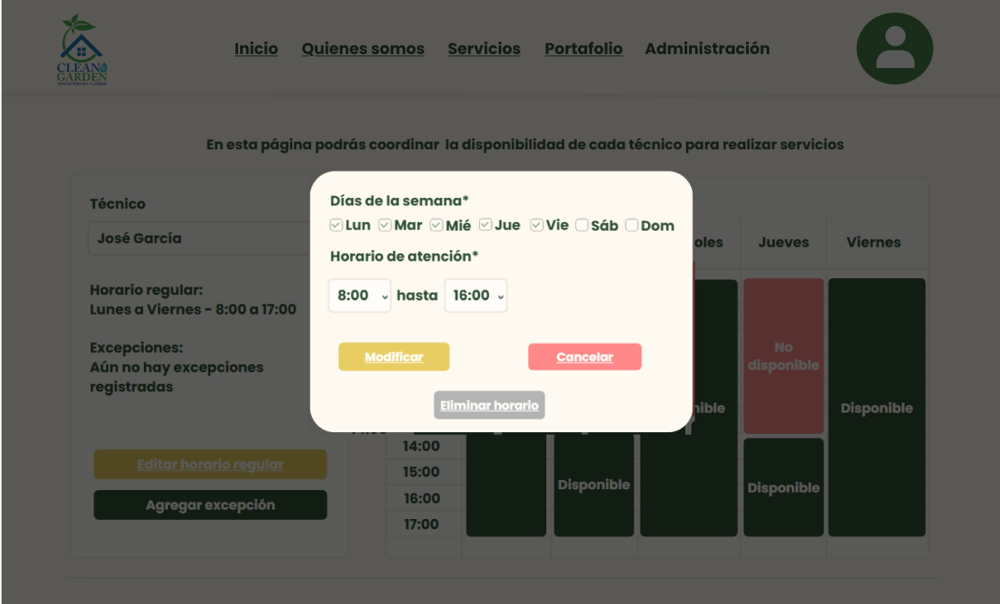 Inicio Quienes somos Servicios Portafolio Administración
CLEAN
GARDEN
En esta página podrás coordinar la disponibilidad de cada técnico para realizar servicios
Técnico
José García
Horario regular:
Lunes a Viernes - 8:00 a 17:00
Excepciones:
Aún no hay excepciones
registradas
Editar horario regular
Agregar excepción
Días de la semana*
Lun Mar Mié Jue Vie Sáb Dom
Horario de atención*
8:00 hasta 16:00
Modificar Cancelar
Eliminar horario
oles Jueves Viernes
No
disponible
nible Disponible
14:00
15:00
16:00
17:00
Disponible Disponible